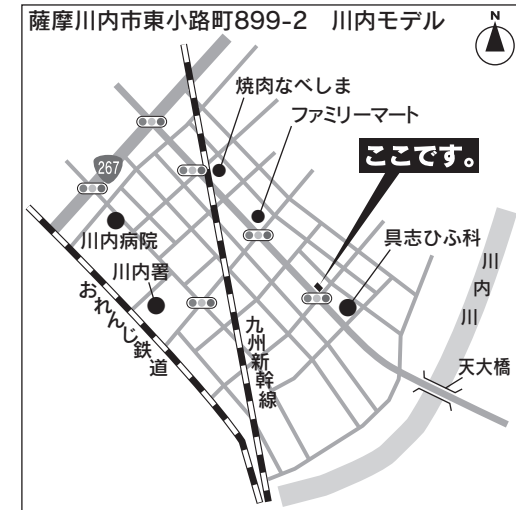 薩摩川内市東小路町899-2　川内モデル
N
焼肉なべしま
ファミリーマート
ここです。
267
川内病院
具志ひふ科
川内署
川内川
おれんじ鉄道
九州新幹線
天大橋